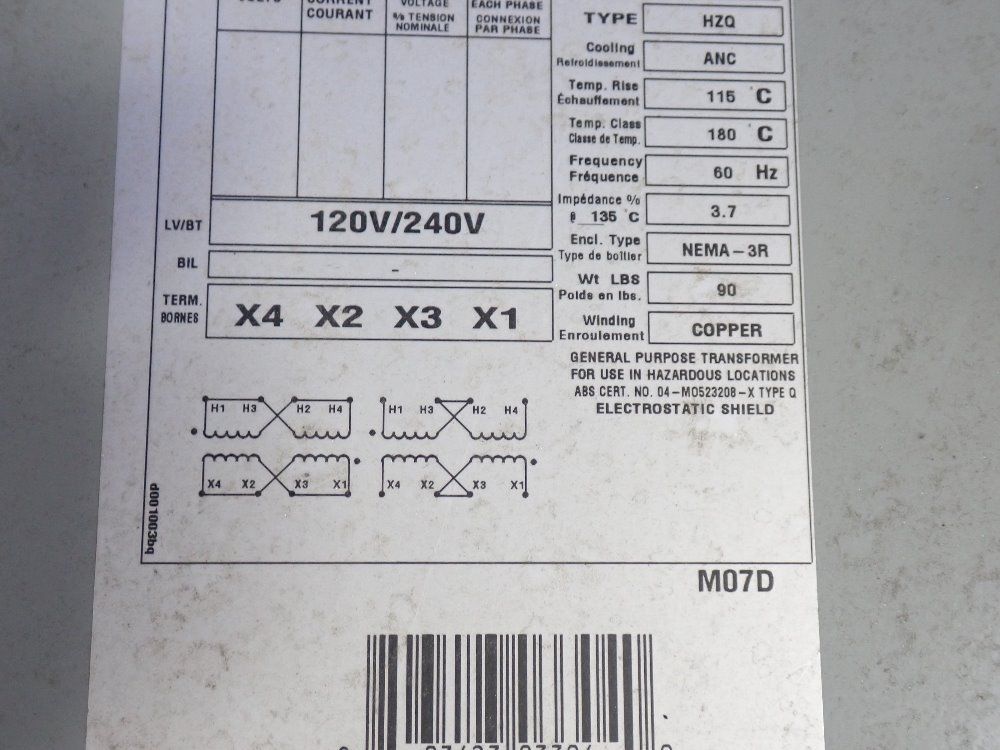 CURRENT
COURANT
VOLTAGE
% TENSION
NOMINALE
EACH PHASE
CONNEXION
PAR PHASE
TYPE HZQ
Cooling
Refroidissement ANC
Temp. Rise
Échauffement 115 C
Temp. Class
Classe de Temp. 180 C
Frequency
Fréquence 60 Hz
Impédance %
@ 135 C 3.7
Encl. Type
Type de boîtier NEMA-3R
Wt LBS
Poids en lbs. 90
Winding
Enroulement COPPER
LV/BT 120V/240V
BIL -
TERM.
BORNES X4 X2 X3 X1
GENERAL PURPOSE TRANSFORMER
FOR USE IN HAZARDOUS LOCATIONS
ABS CERT. NO. 04-MO523208-X TYPE Q
ELECTROSTATIC SHIELD
H1 H3 H2 H4 H1 H3 H2 H4
X4 X2 X3 X1 X4 X2 X3 X1
d001003bq
M07D